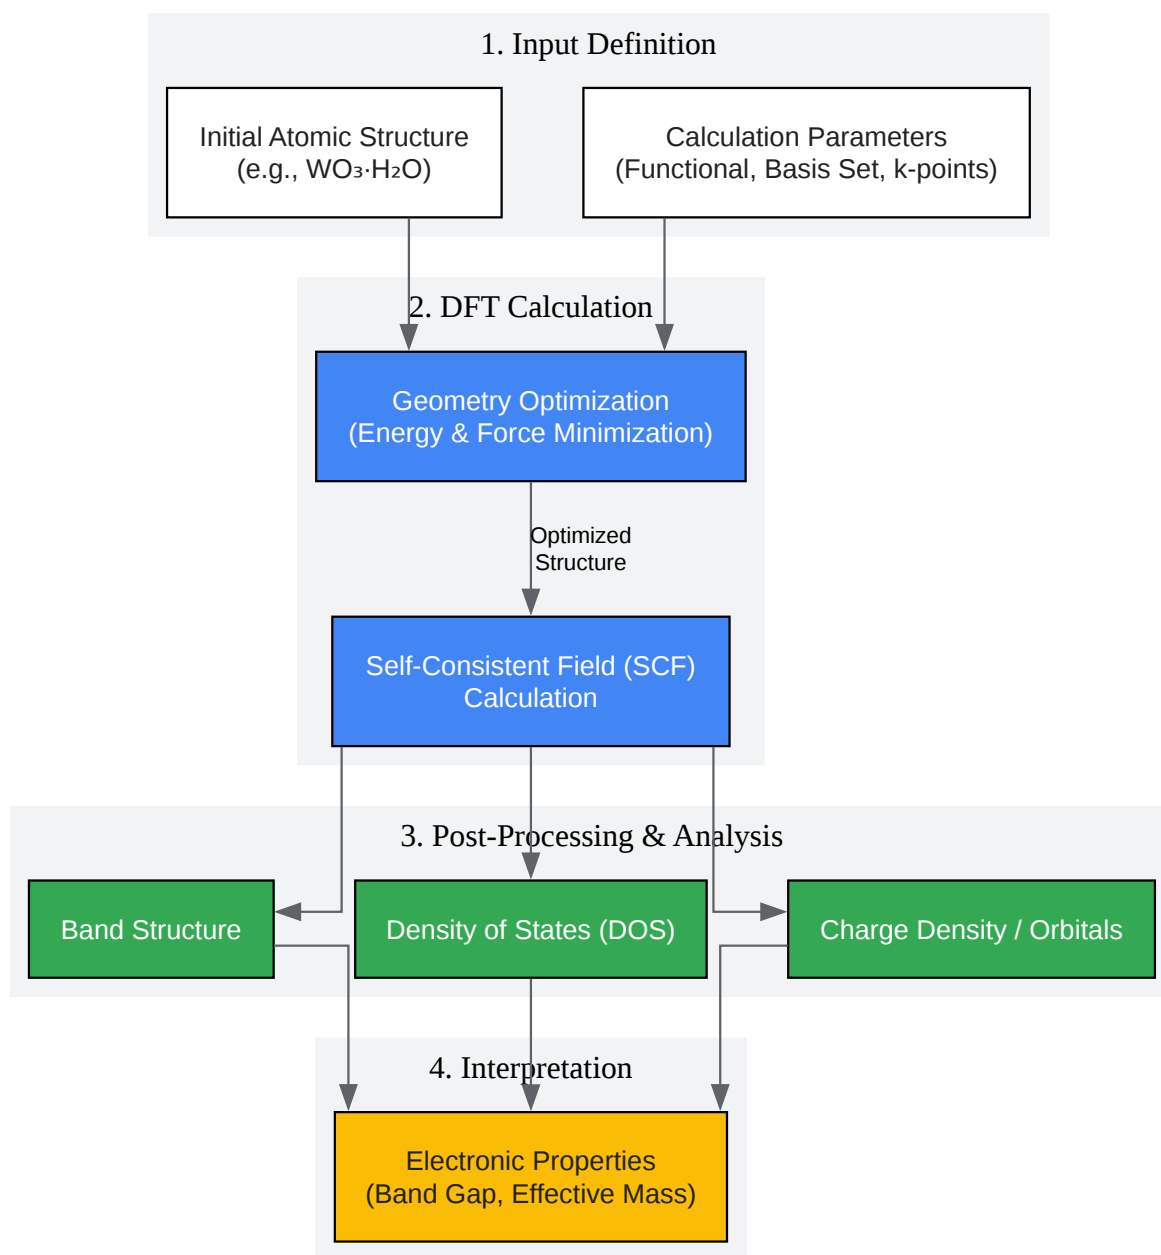 1. Input Definition
Initial Atomic Structure
(e.g., WO₃·H₂O)
Calculation Parameters
(Functional, Basis Set, k-points)
2. DFT Calculation
Geometry Optimization
(Energy & Force Minimization)
Optimized
Structure
Self-Consistent Field (SCF)
Calculation
3. Post-Processing & Analysis
Band Structure
Density of States (DOS)
Charge Density / Orbitals
4. Interpretation
Electronic Properties
(Band Gap, Effective Mass)